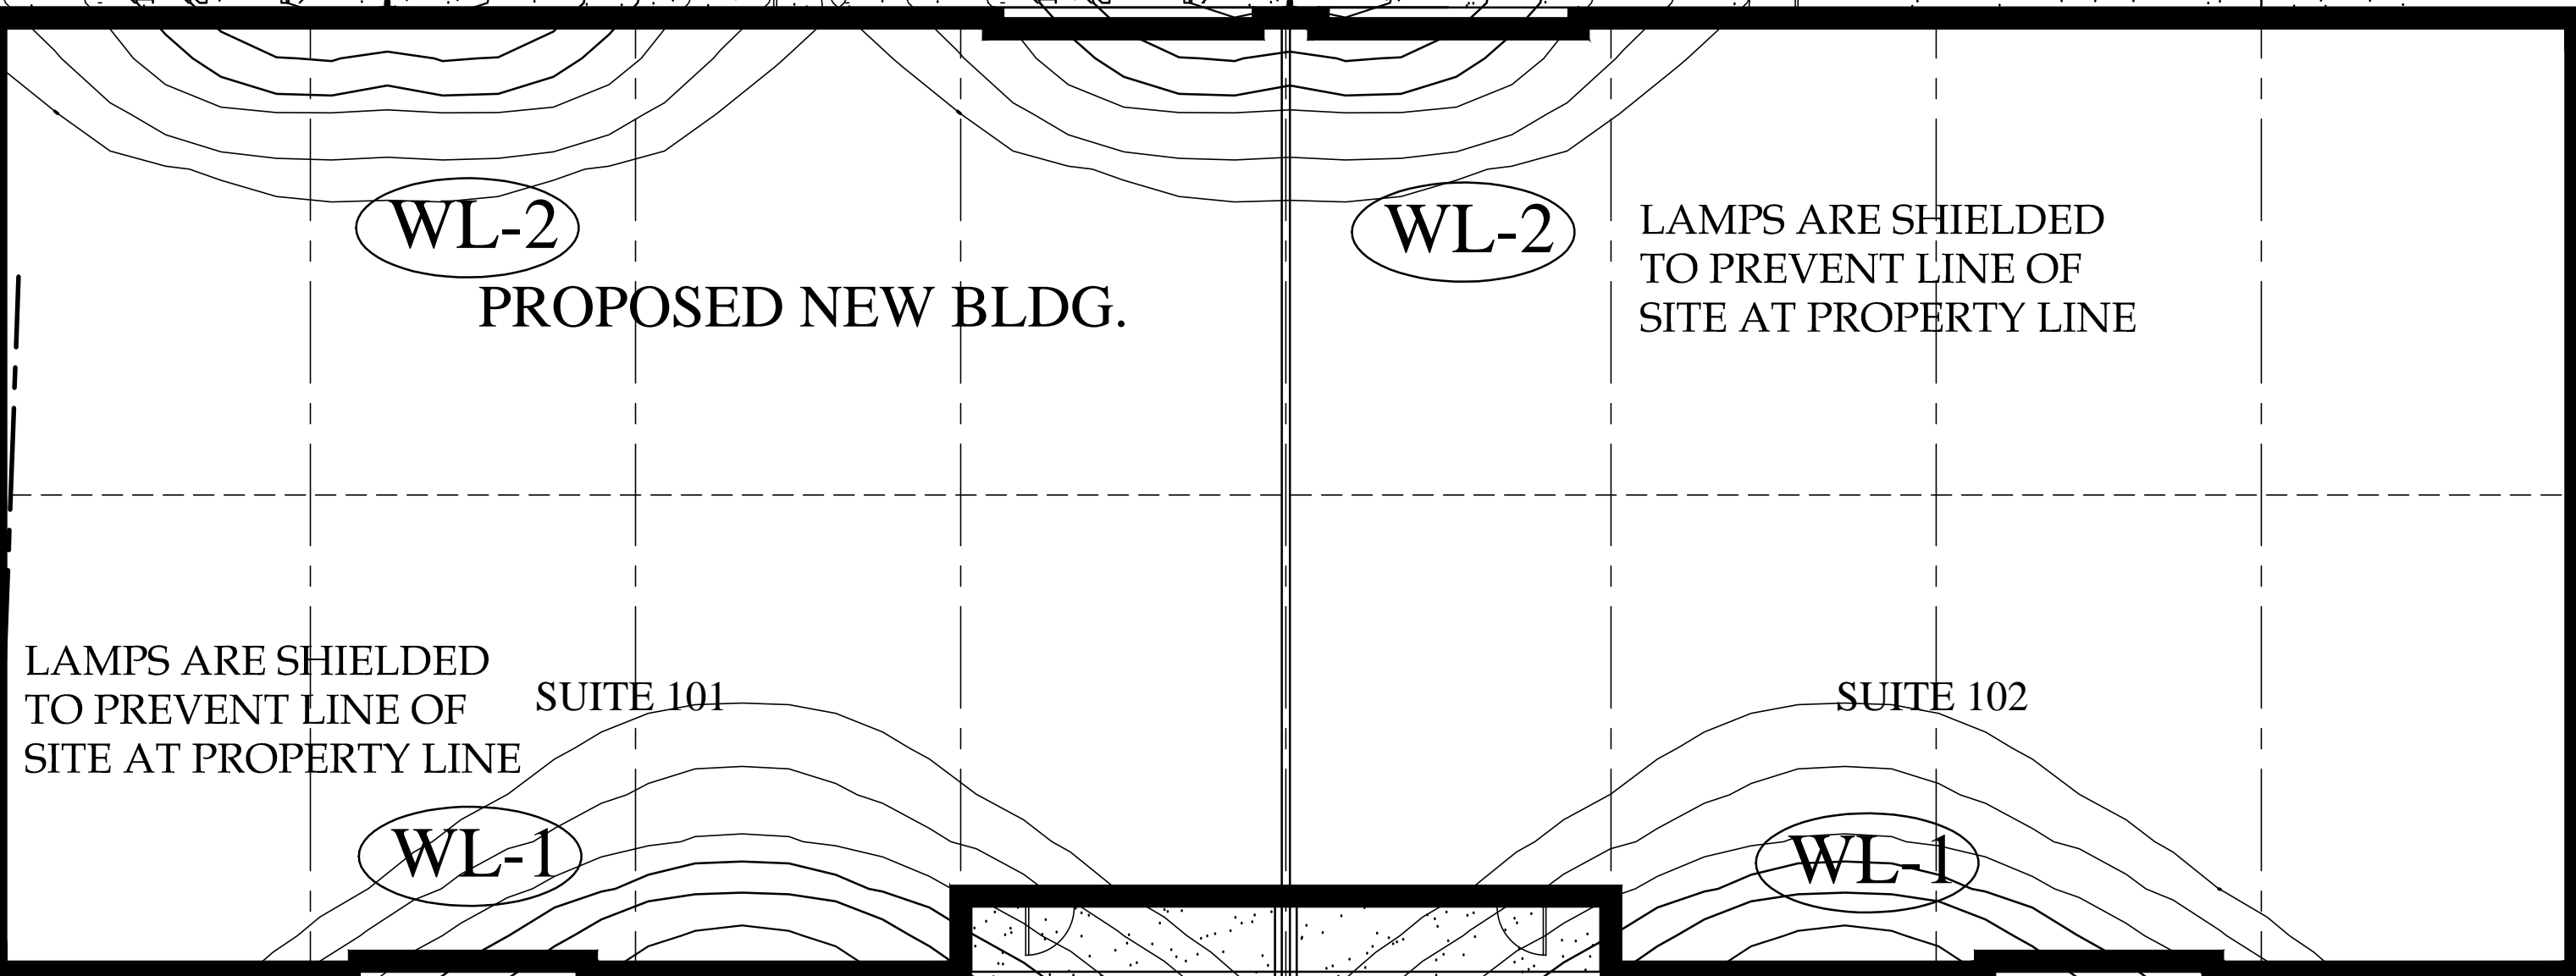 WL-2
WL-2
LAMPS ARE SHIELDED
TO PREVENT LINE OF
SITE AT PROPERTY LINE
PROPOSED NEW BLDG.
LAMPS ARE SHIELDED
TO PREVENT LINE OF
SITE AT PROPERTY LINE
SUITE 101
SUITE 102
WL-1
WL-1